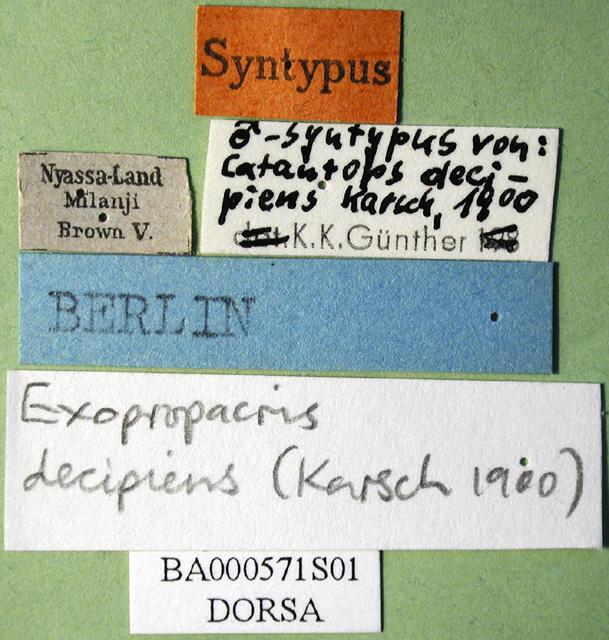 Syntypus
♂-syntypus von:
Catantops deci-
piens Karsch, 1900
K.K.Günther
Nyassa-Land
Milanji
Brown V.
BERLIN
Exopropacris
decipiens (Karsch 1900)
BA000571S01
DORSA